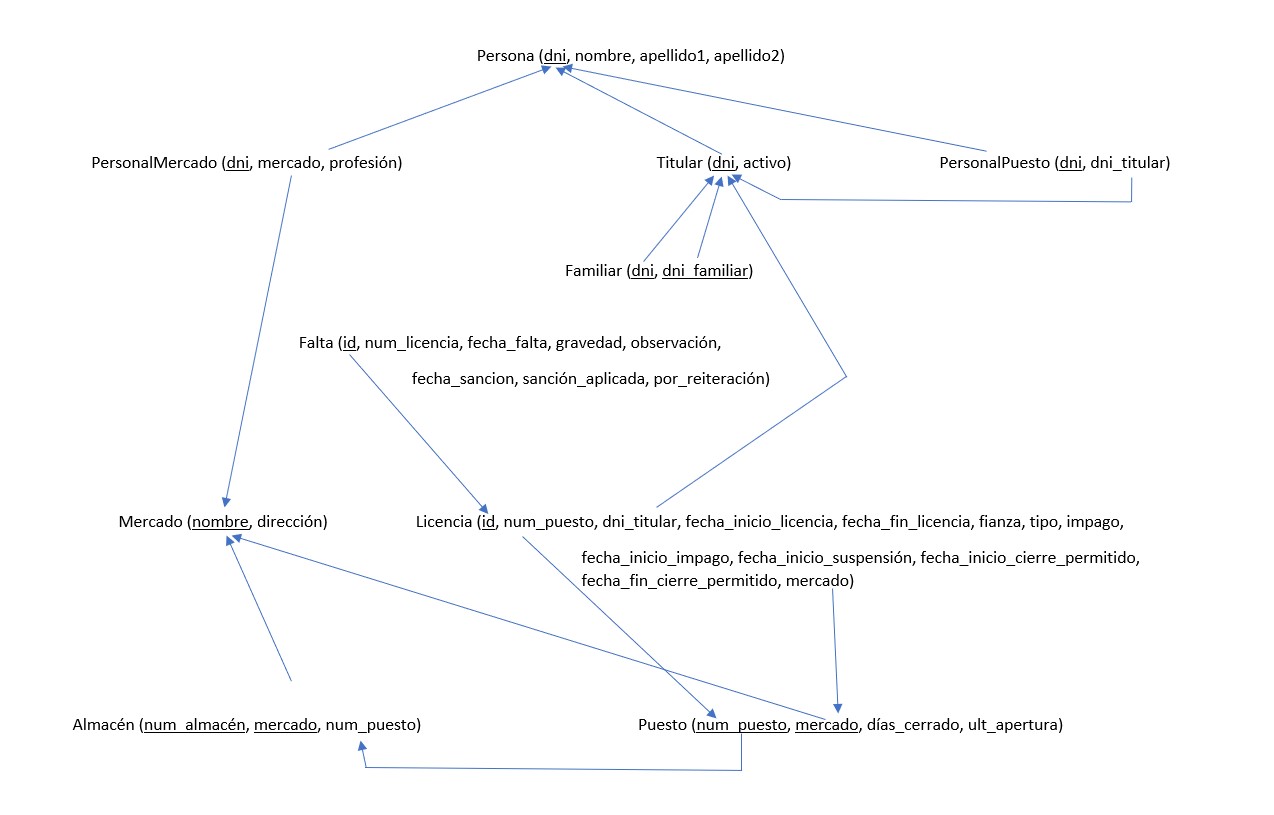 Persona (dni, nombre, apellido1, apellido2)
PersonalMercado (dni, mercado, profesión)
Titular (dni, activo)
PersonalPuesto (dni, dni_titular)
Familiar (dni, dni_familiar)
Falta (id, num_licencia, fecha_falta, gravedad, observación,
fecha_sancion, sanción_aplicada, por_reiteración)
Mercado (nombre, dirección)
Licencia (id, num_puesto, dni_titular, fecha_inicio_licencia, fecha_fin_licencia, fianza, tipo, impago,
fecha_inicio_impago, fecha_inicio_suspensión, fecha_inicio_cierre_permitido,
fecha_fin_cierre_permitido, mercado)
Almacén (num_almacén, mercado, num_puesto)
Puesto (num_puesto, mercado, días_cerrado, ult_apertura)